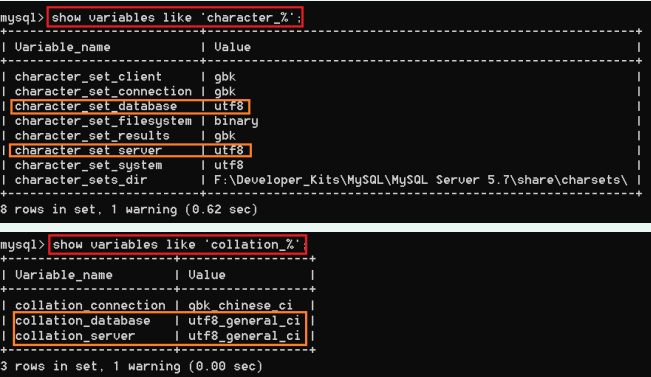 mysql> show variables like 'character_%';
+--------------------------+---------------------------------------------------------+
| Variable_name | Value |
+--------------------------+---------------------------------------------------------+
| character_set_client | gbk |
| character_set_connection | gbk |
| character_set_database | utf8 |
| character_set_filesystem | binary |
| character_set_results | gbk |
| character_set_server | utf8 |
| character_set_system | utf8 |
| character_sets_dir | F:\Developer_Kits\MySQL\MySQL Server 5.7\share\charsets\ |
+--------------------------+---------------------------------------------------------+
8 rows in set, 1 warning (0.62 sec)
mysql> show variables like 'collation_%';
+----------------------+-----------------+
| Variable_name | Value |
+----------------------+-----------------+
| collation_connection | gbk_chinese_ci |
| collation_database | utf8_general_ci |
| collation_server | utf8_general_ci |
+----------------------+-----------------+
3 rows in set, 1 warning (0.00 sec)